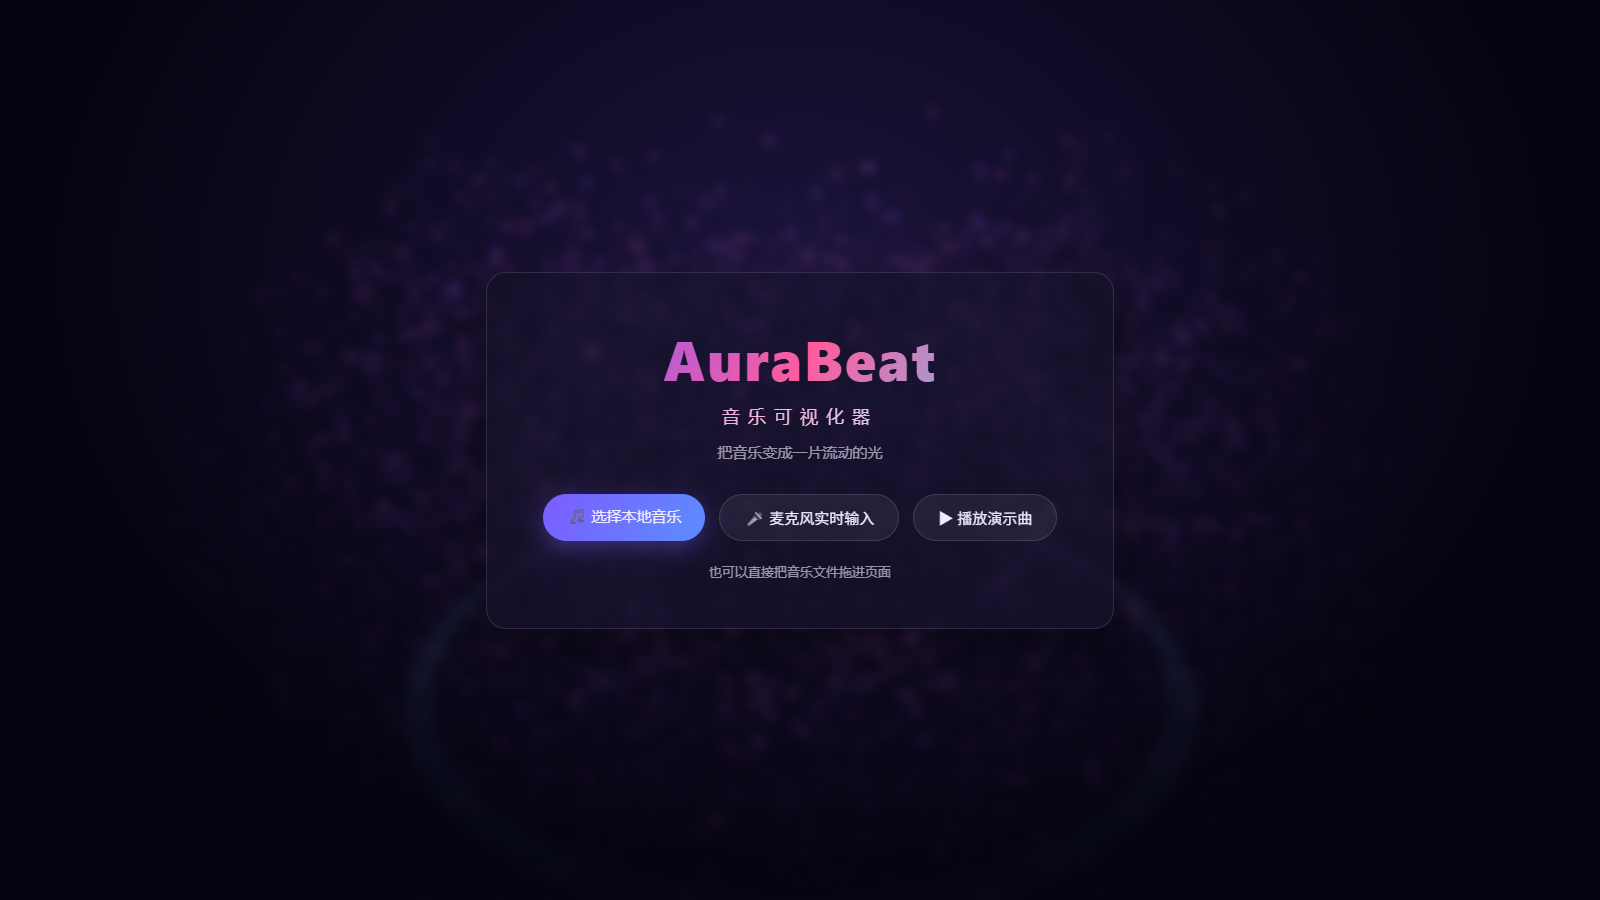 AuraBeat
音乐可视化器
把音乐变成一片流动的光
🎵 选择本地音乐
🎤 麦克风实时输入
▶ 播放演示曲
也可以直接把音乐文件拖进页面